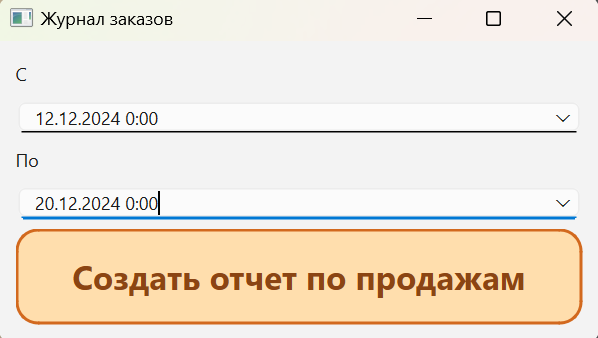 Журнал заказов
С
12.12.2024 0:00
По
20.12.2024 0:00
Создать отчет по продажам